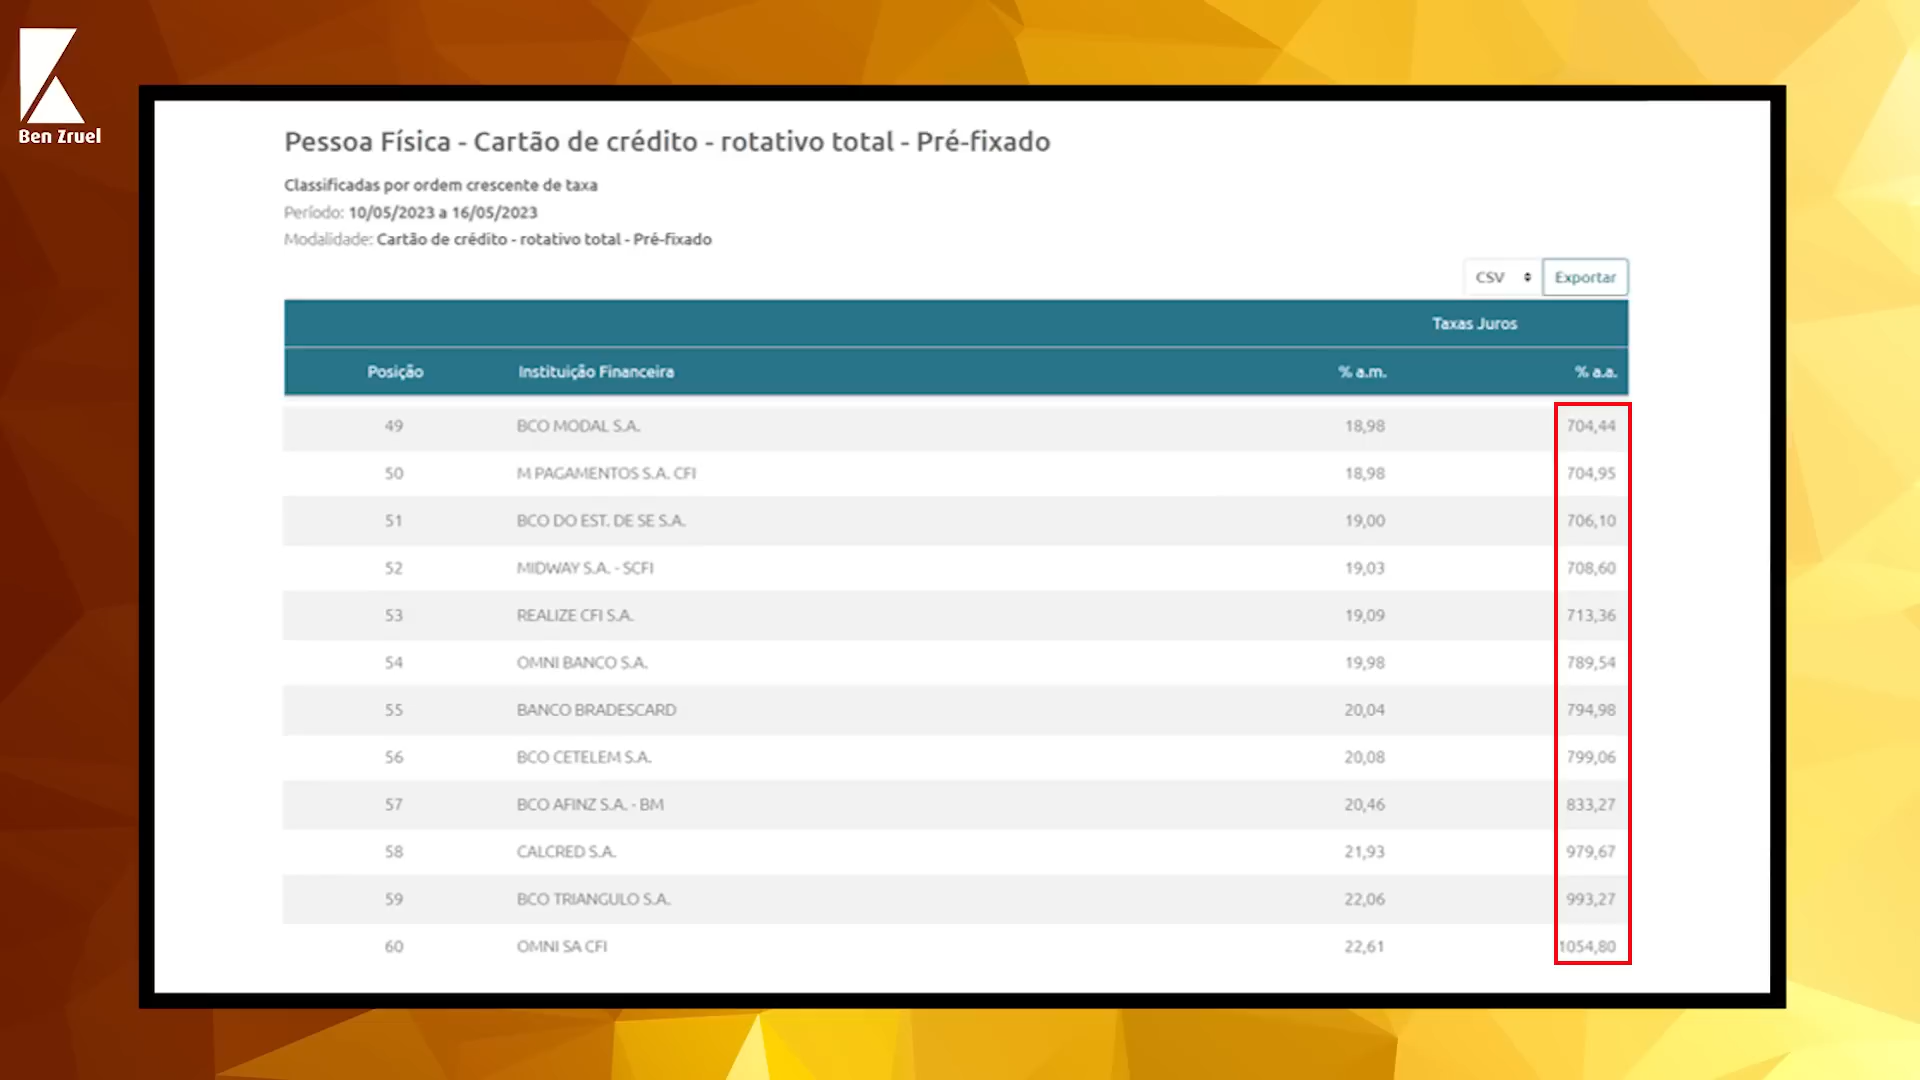 Ben Zruel
Pessoa Física - Cartão de crédito - rotativo total - Pré-fixado
Classificadas por ordem crescente de taxa
Período: 10/05/2023 a 16/05/2023
Modalidade: Cartão de crédito - rotativo total - Pré-fixado
CSV Exportar
Taxas Juros
Posição Instituição Financeira % a.m. % a.a.
49 BCO MODAL S.A. 18,98 704,44
50 M PAGAMENTOS S.A. CFI 18,98 704,95
51 BCO DO EST. DE SE S.A. 19,00 706,10
52 MIDWAY S.A. - SCFI 19,03 708,60
53 REALIZE CFI S.A. 19,09 713,36
54 OMNI BANCO S.A. 19,98 789,54
55 BANCO BRADESCARD 20,04 794,98
56 BCO CETELEM S.A. 20,08 799,06
57 BCO AFINZ S.A. - BM 20,46 833,27
58 CALCRED S.A. 21,93 979,67
59 BCO TRIANGULO S.A. 22,06 993,27
60 OMNI SA CFI 22,61 1054,80